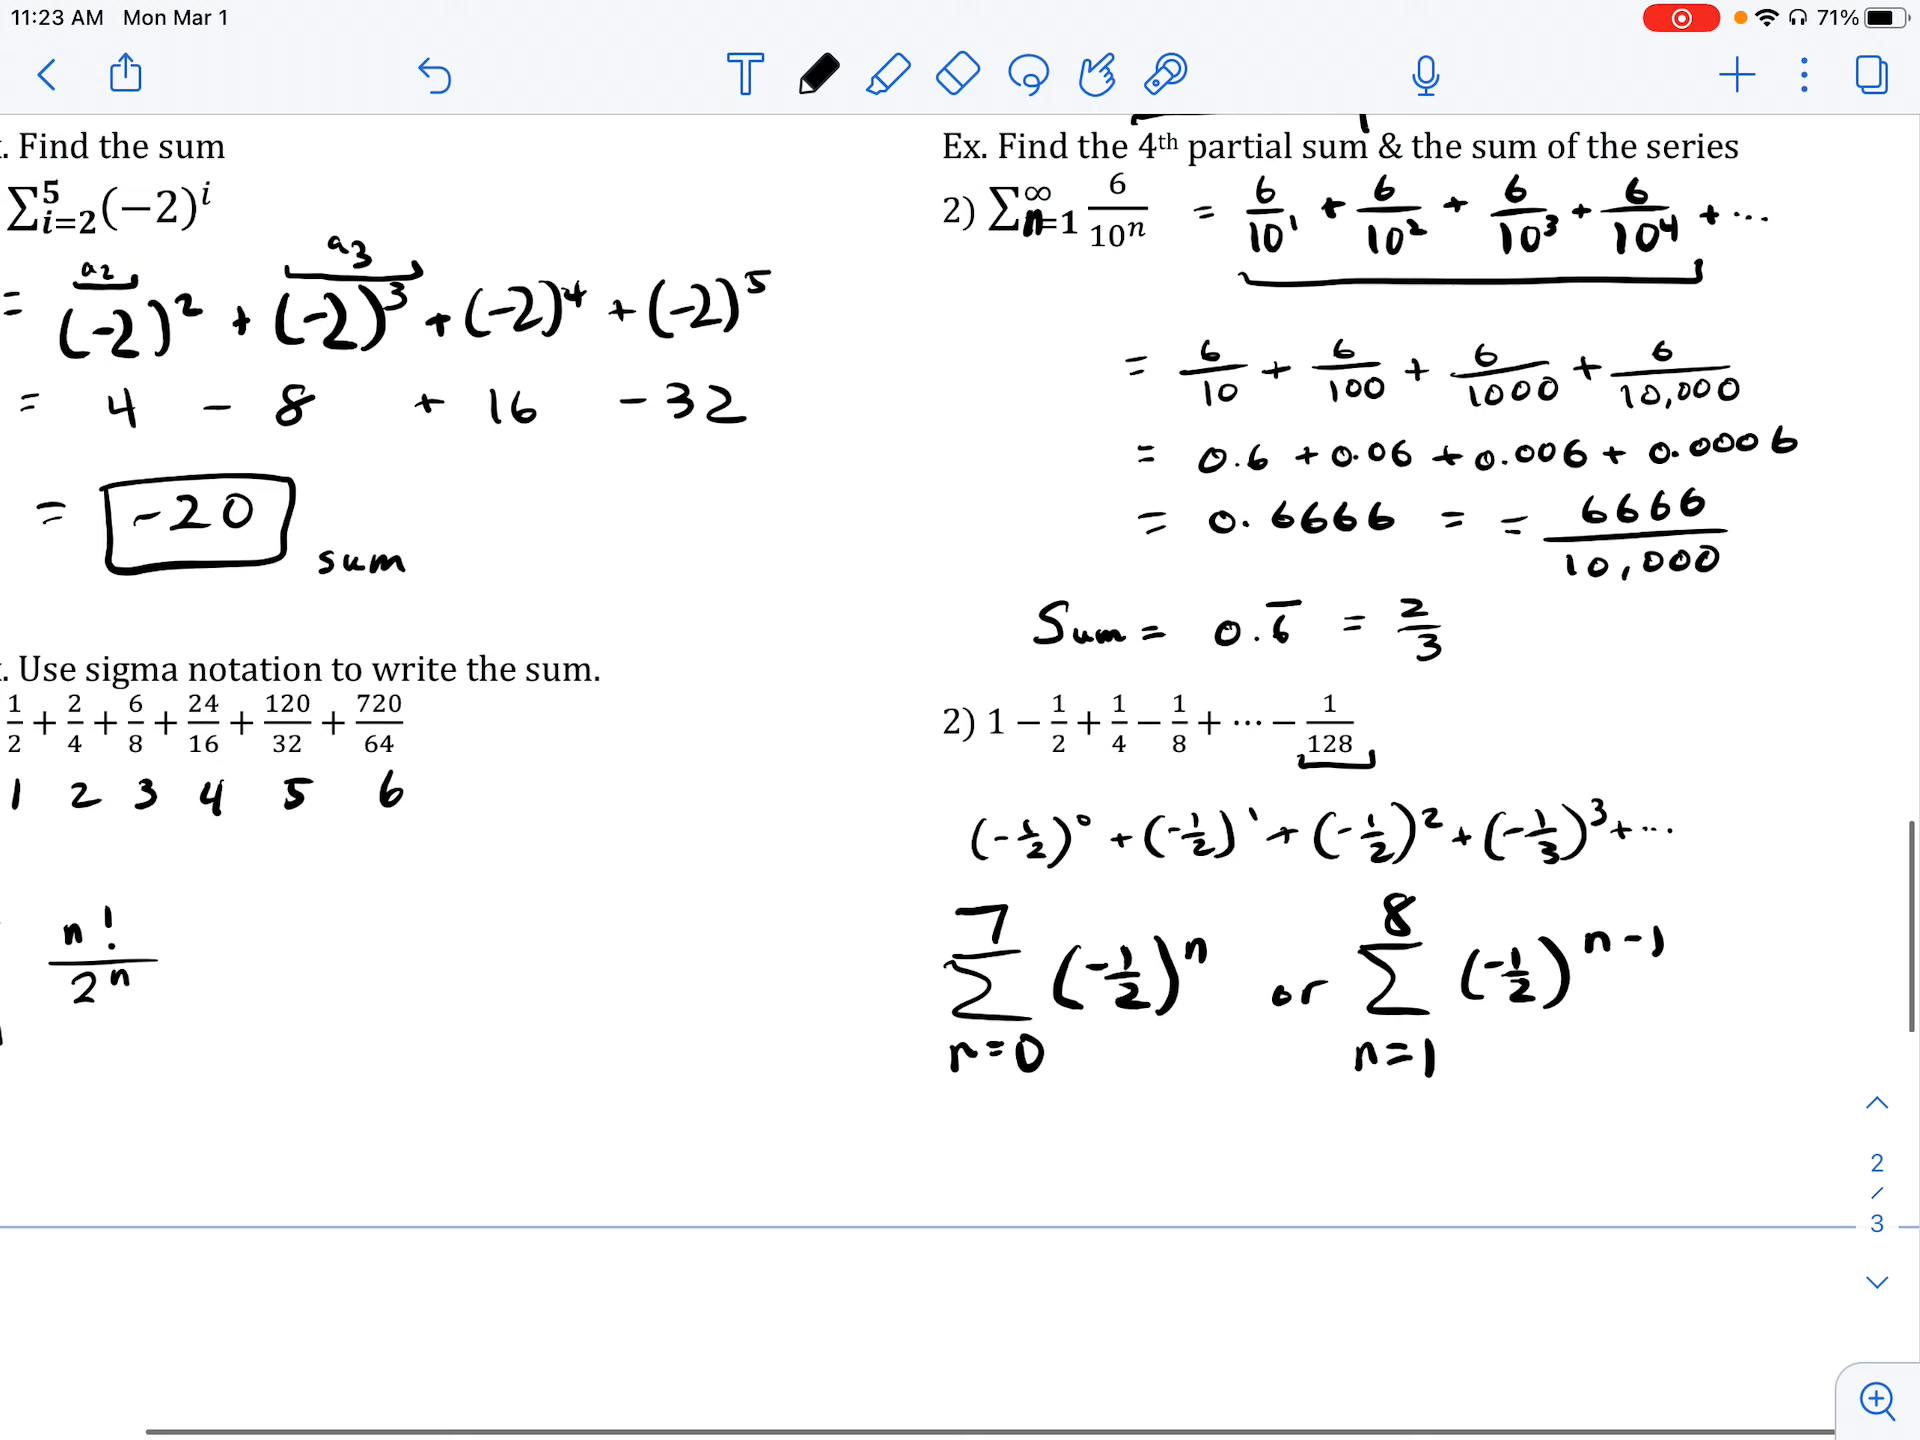 11:23 AM Mon Mar 1
71%
. Find the sum
∑⁵ᵢ₌₂(−2)ⁱ
a2 a3
= (-2)² + (-2)³ + (-2)⁴ + (-2)⁵
= 4 - 8 + 16 - 32
= -20
sum
. Use sigma notation to write the sum.
1/2 + 2/4 + 6/8 + 24/16 + 120/32 + 720/64
1 2 3 4 5 6
n!/2ⁿ
Ex. Find the 4th partial sum & the sum of the series
2) ∑^∞ₙ₌₁ 6/10ⁿ = 6/10¹ + 6/10² + 6/10³ + 6/10⁴ + ...
= 6/10 + 6/100 + 6/1000 + 6/10,000
= 0.6 + 0.06 + 0.006 + 0.0006
= 0.6666 = = 6666/10,000
Sum = 0.6̅ = 2/3
2) 1 − 1/2 + 1/4 − 1/8 + ⋯ − 1/128
(-1/2)⁰ + (-1/2)¹ + (-1/2)² + (-1/3)³ + ...
7 ∑ n=0 (-1/2)ⁿ or 8 ∑ n=1 (-1/2)ⁿ⁻¹
2
/
3